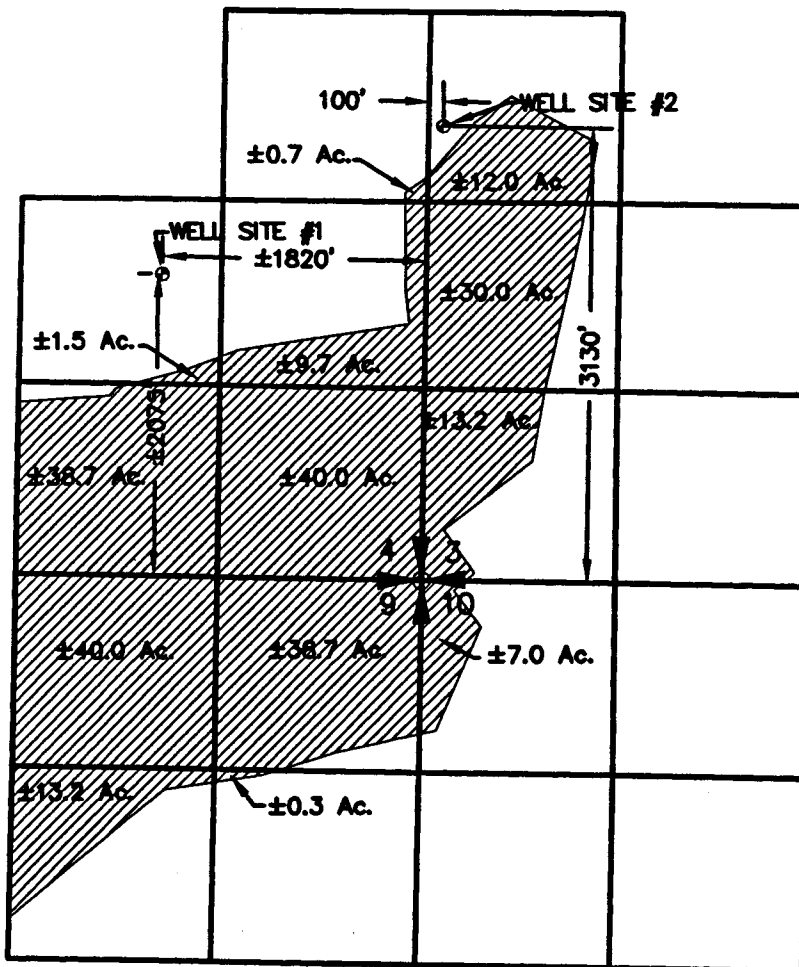 100'
WELL SITE #2
±0.7 Ac.
±12.0 Ac.
WELL SITE #1
±1820'
±30.0 Ac.
±1.5 Ac.
±9.7 Ac.
3130'
±2075'
±13.2 Ac.
±38.7 Ac.
±40.0 Ac.
4 3
9 10
±40.0 Ac.
±38.7 Ac.
±7.0 Ac.
±13.2 Ac.
±0.3 Ac.